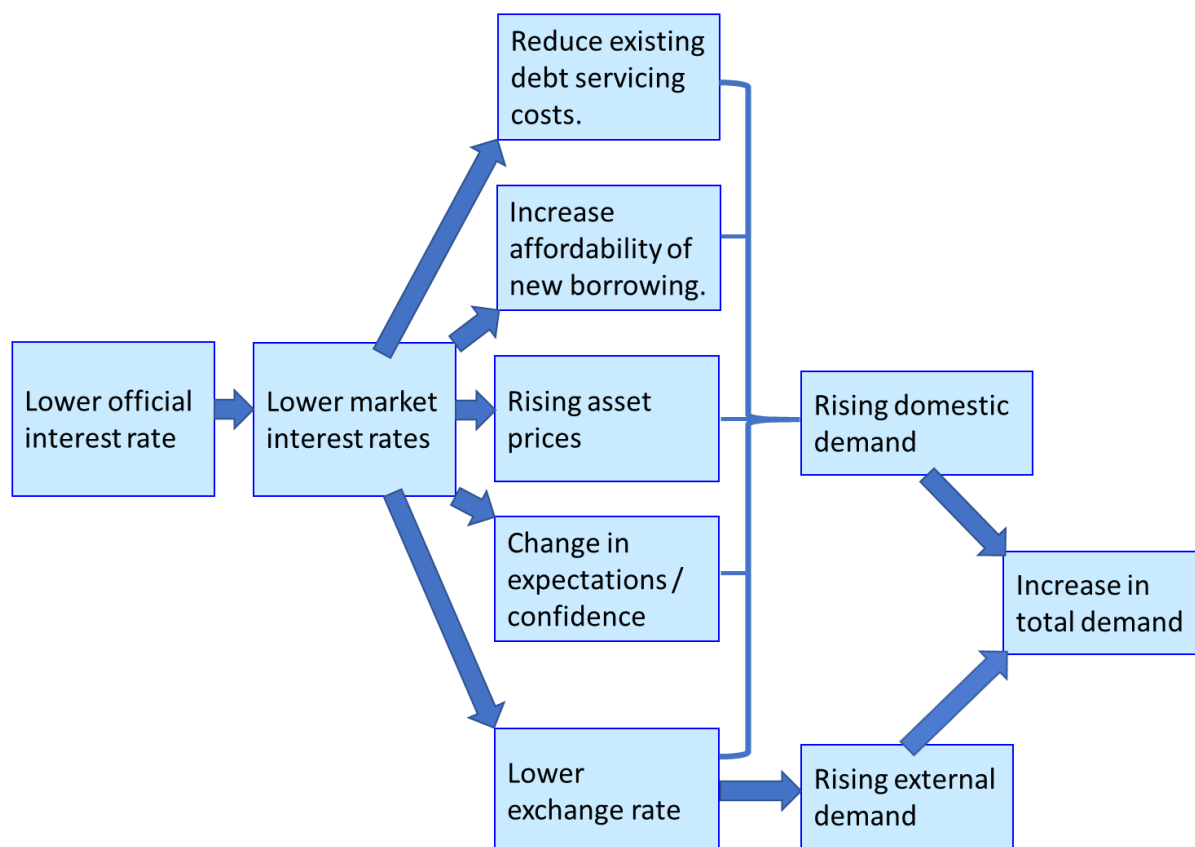 Reduce existing
debt servicing
costs.
Increase
affordability of
new borrowing.
Lower official
interest rate
Lower market
interest rates
Rising asset
prices
Rising domestic
demand
Change in
expectations /
confidence
Increase in
total demand
Lower
exchange rate
Rising external
demand